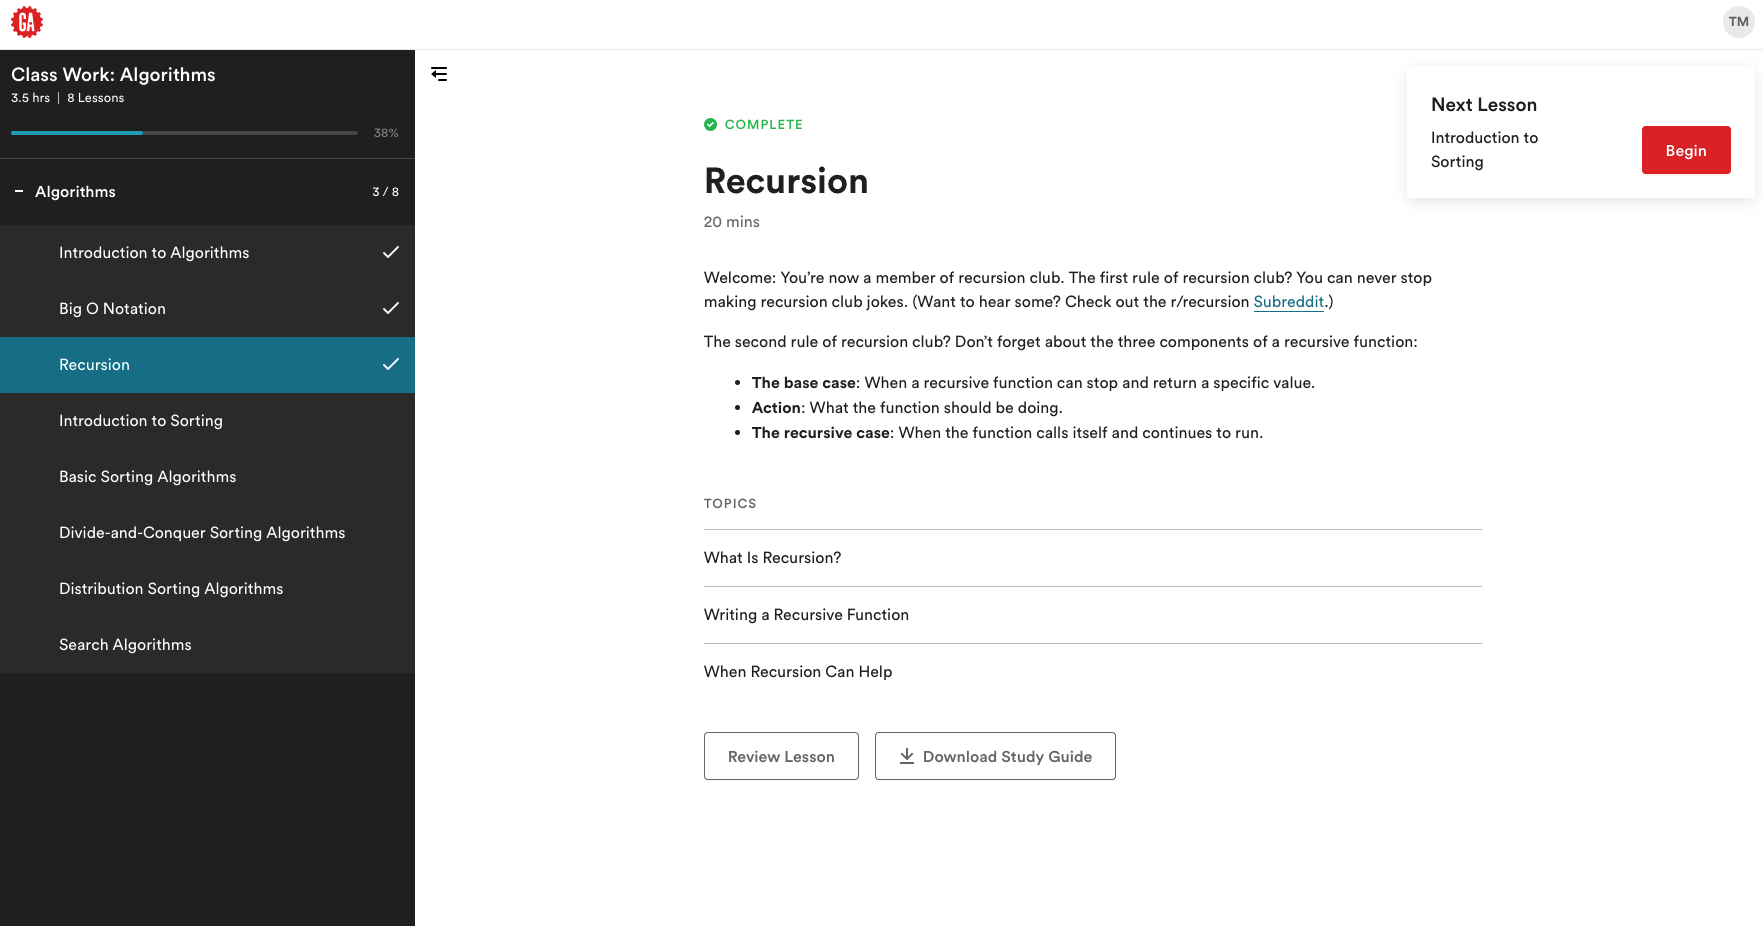 GA
TM
Class Work: Algorithms
3.5 hrs | 8 Lessons
38%
Algorithms 3 / 8
Introduction to Algorithms
Big O Notation
Recursion
Introduction to Sorting
Basic Sorting Algorithms
Divide-and-Conquer Sorting Algorithms
Distribution Sorting Algorithms
Search Algorithms
COMPLETE
Recursion
20 mins
Welcome: You’re now a member of recursion club. The first rule of recursion club? You can never stop
making recursion club jokes. (Want to hear some? Check out the r/recursion Subreddit.)
The second rule of recursion club? Don’t forget about the three components of a recursive function:
• The base case: When a recursive function can stop and return a specific value.
• Action: What the function should be doing.
• The recursive case: When the function calls itself and continues to run.
TOPICS
What Is Recursion?
Writing a Recursive Function
When Recursion Can Help
Review Lesson
Download Study Guide
Next Lesson
Introduction to
Sorting
Begin